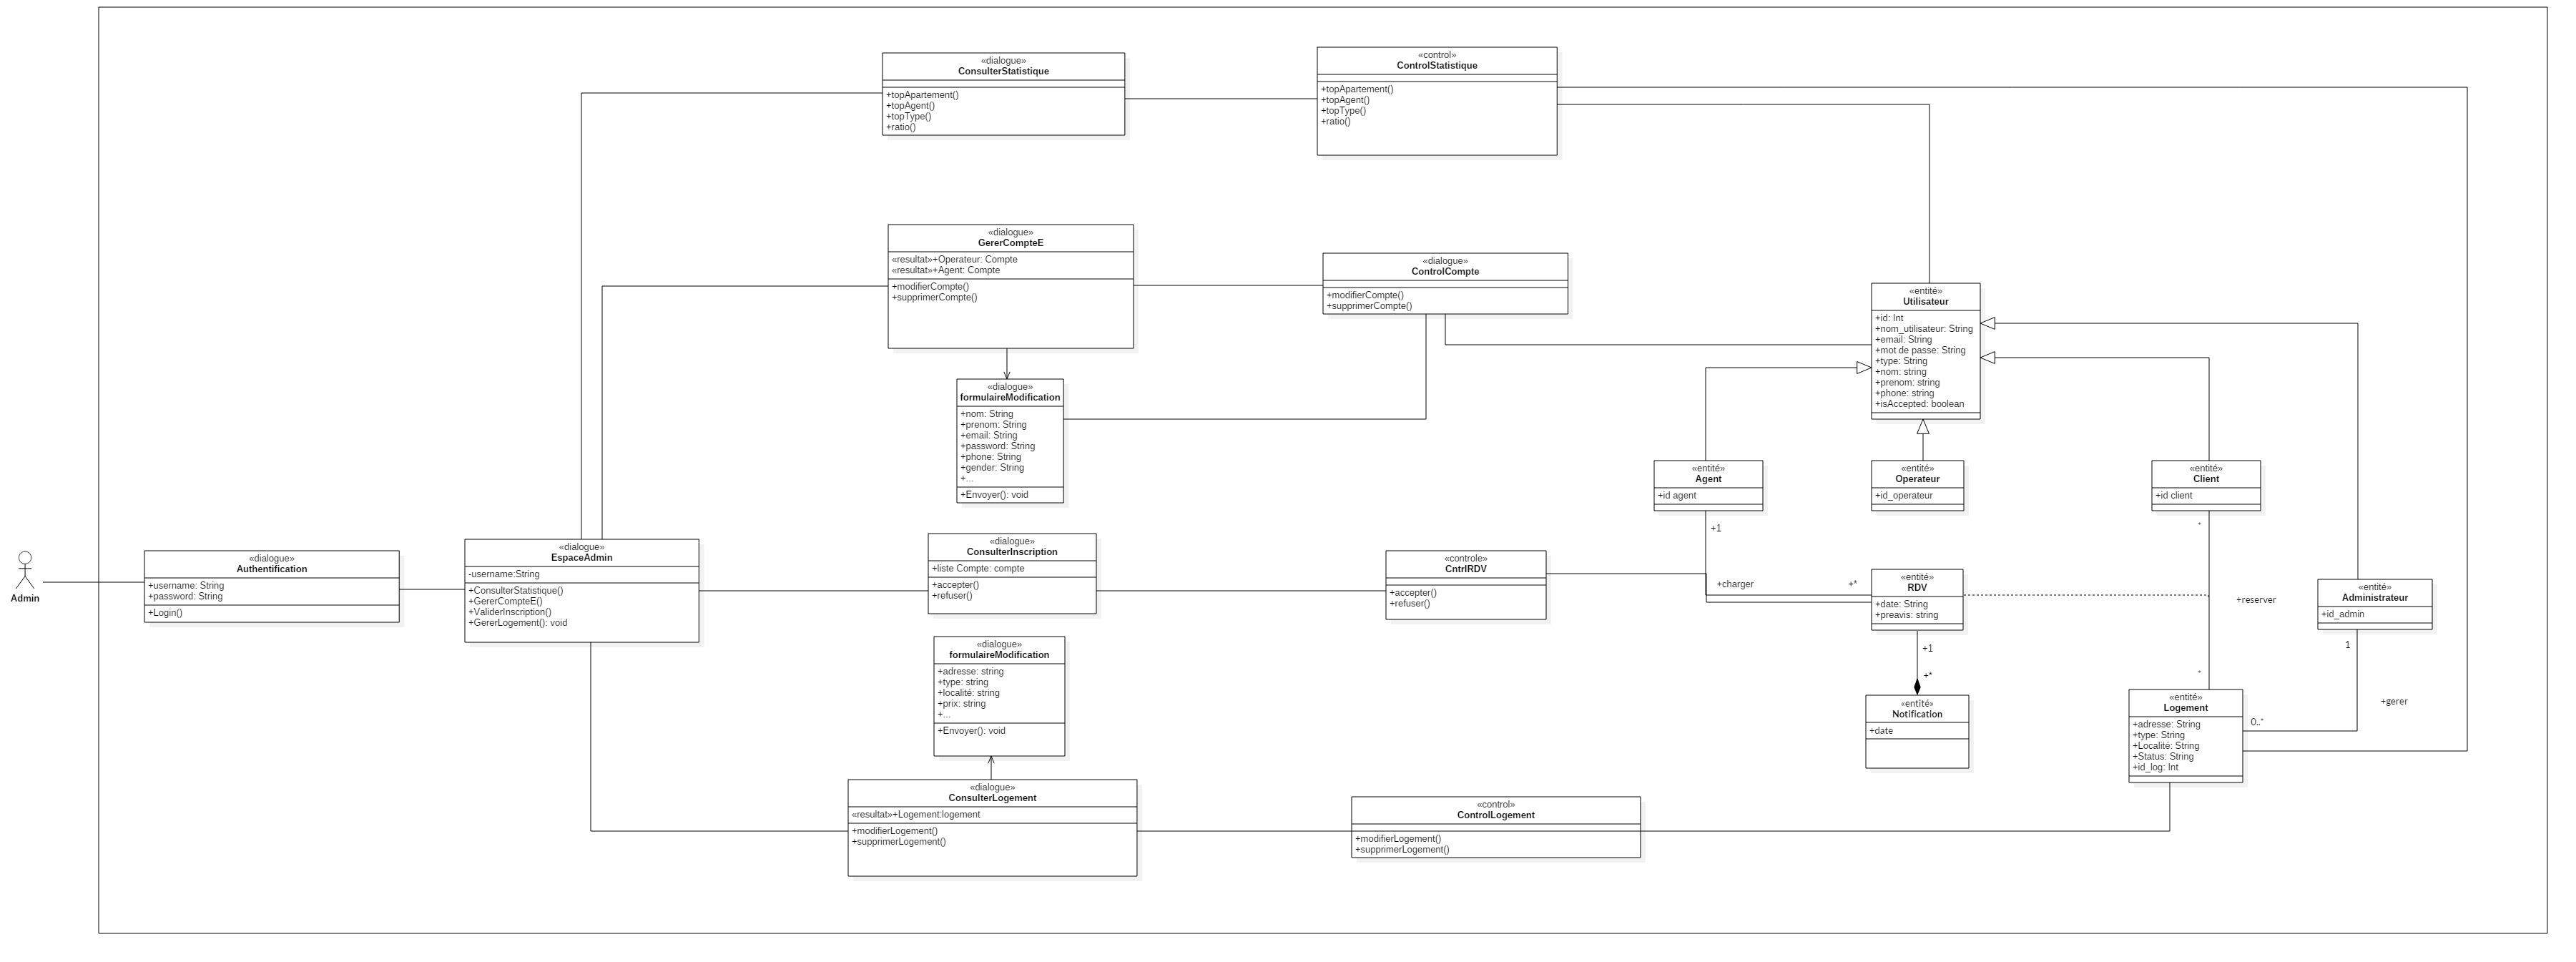 «dialogue»
ConsulterStatistique
+topApartement()
+topAgent()
+topType()
+ratio()
«control»
ControlStatistique
+topApartement()
+topAgent()
+topType()
+ratio()
«dialogue»
GererCompteE
«resultat»+Operateur: Compte
«resultat»+Agent: Compte
+modifierCompte()
+supprimerCompte()
«dialogue»
ControlCompte
+modifierCompte()
+supprimerCompte()
«entité»
Utilisateur
+id: Int
+nom_utilisateur: String
+email: String
+mot de passe: String
+type: String
+nom: string
+prenom: string
+phone: string
+isAccepted: boolean
«dialogue»
formulaireModification
+nom: String
+prenom: String
+email: String
+password: String
+phone: String
+gender: String
+...
+Envoyer(): void
«entité»
Agent
+id agent
«entité»
Operateur
+id_operateur
«entité»
Client
+id client
Admin
«dialogue»
Authentification
+username: String
+password: String
+Login()
«dialogue»
EspaceAdmin
-username:String
+ConsulterStatistique()
+GererCompteE()
+ValiderInscription()
+GererLogement(): void
«dialogue»
ConsulterInscription
+liste Compte: compte
+accepter()
+refuser()
«controle»
CntrlRDV
+accepter()
+refuser()
+1
+charger
+*
«entité»
RDV
+date: String
+preavis: string
*
+reserver
*
«entité»
Administrateur
+id_admin
1
+gerer
0..*
«dialogue»
formulaireModification
+adresse: string
+type: string
+localité: string
+prix: string
+...
+Envoyer(): void
+1
+*
«entité»
Notification
+date
«entité»
Logement
+adresse: String
+type: String
+Localité: String
+Status: String
+id_log: Int
«dialogue»
ConsulterLogement
«resultat»+Logement:logement
+modifierLogement()
+supprimerLogement()
«control»
ControlLogement
+modifierLogement()
+supprimerLogement()